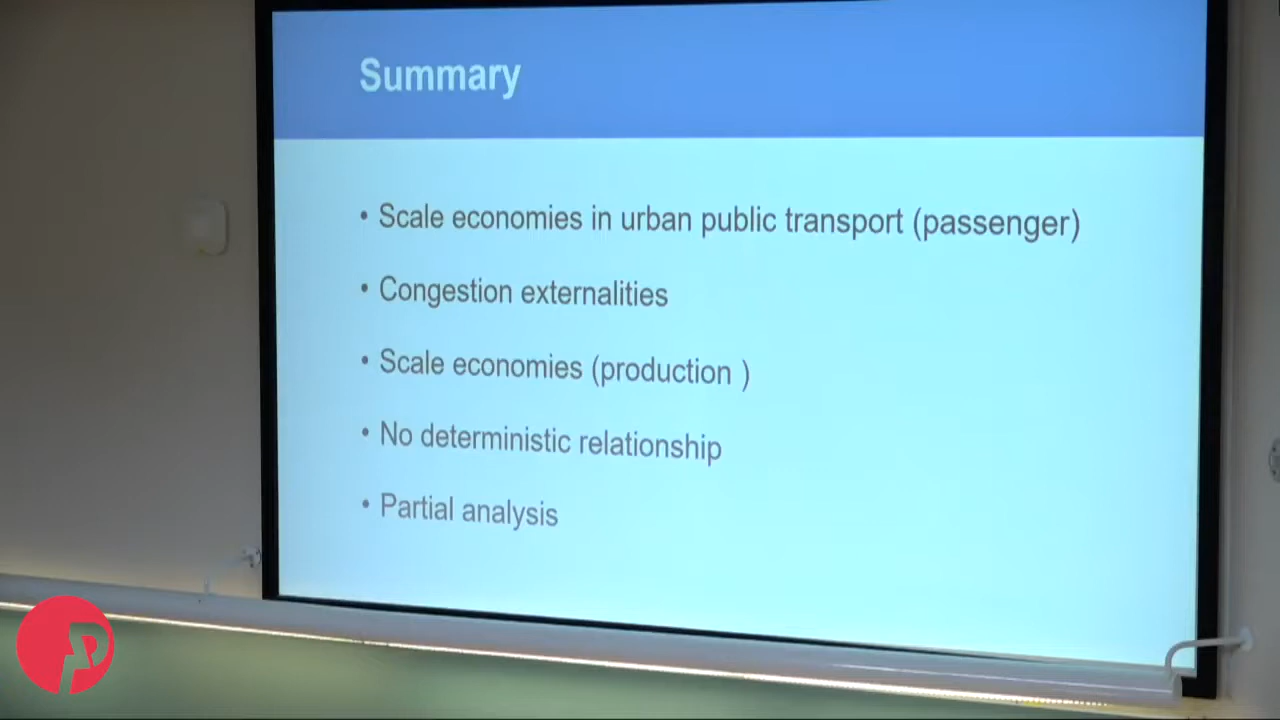 Summary
• Scale economies in urban public transport (passenger)
• Congestion externalities
• Scale economies (production )
• No deterministic relationship
• Partial analysis